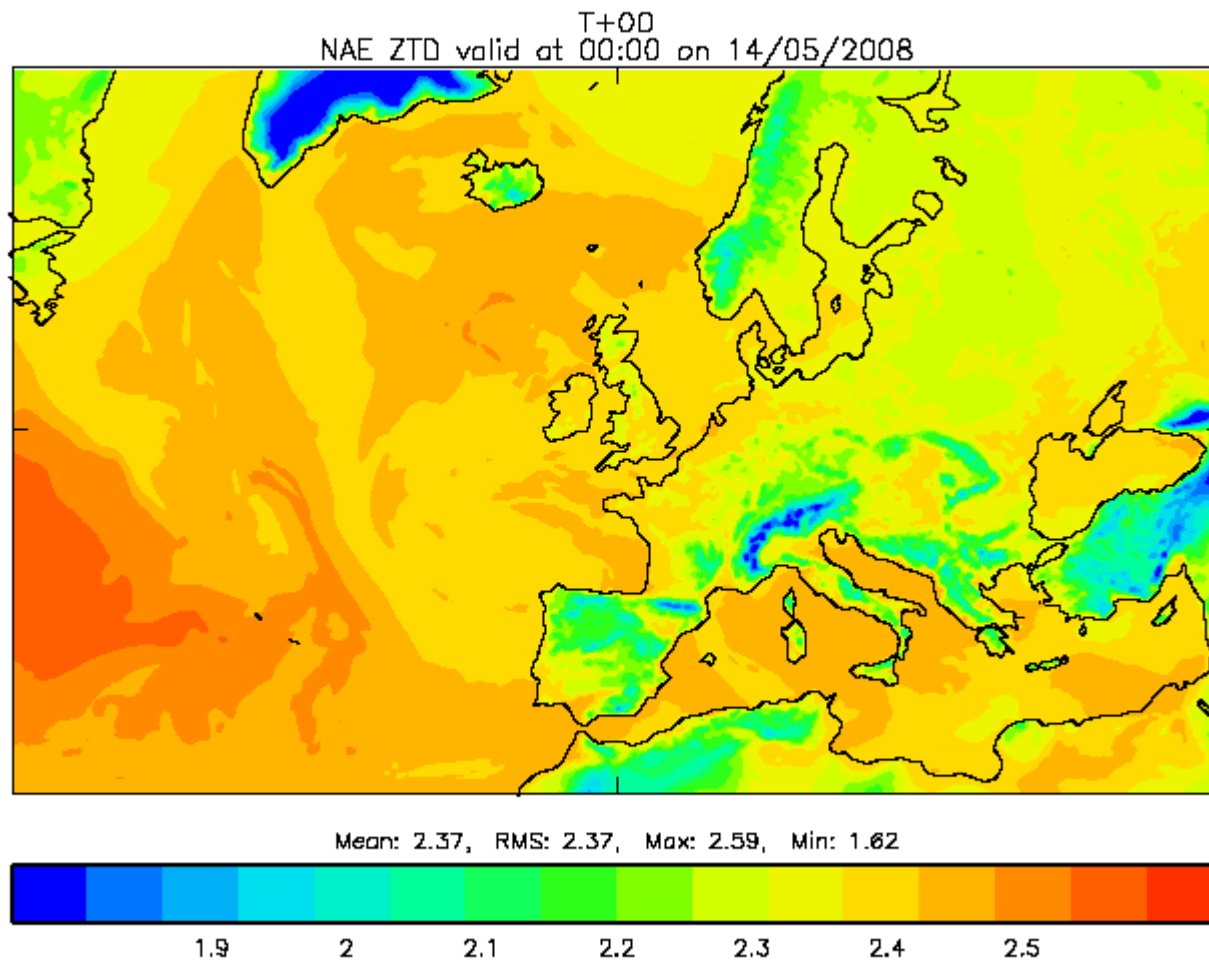 T+00
NAE ZTD valid at 00:00 on 14/05/2008
Mean: 2.37, RMS: 2.37, Max: 2.59, Min: 1.62
1.9 2 2.1 2.2 2.3 2.4 2.5